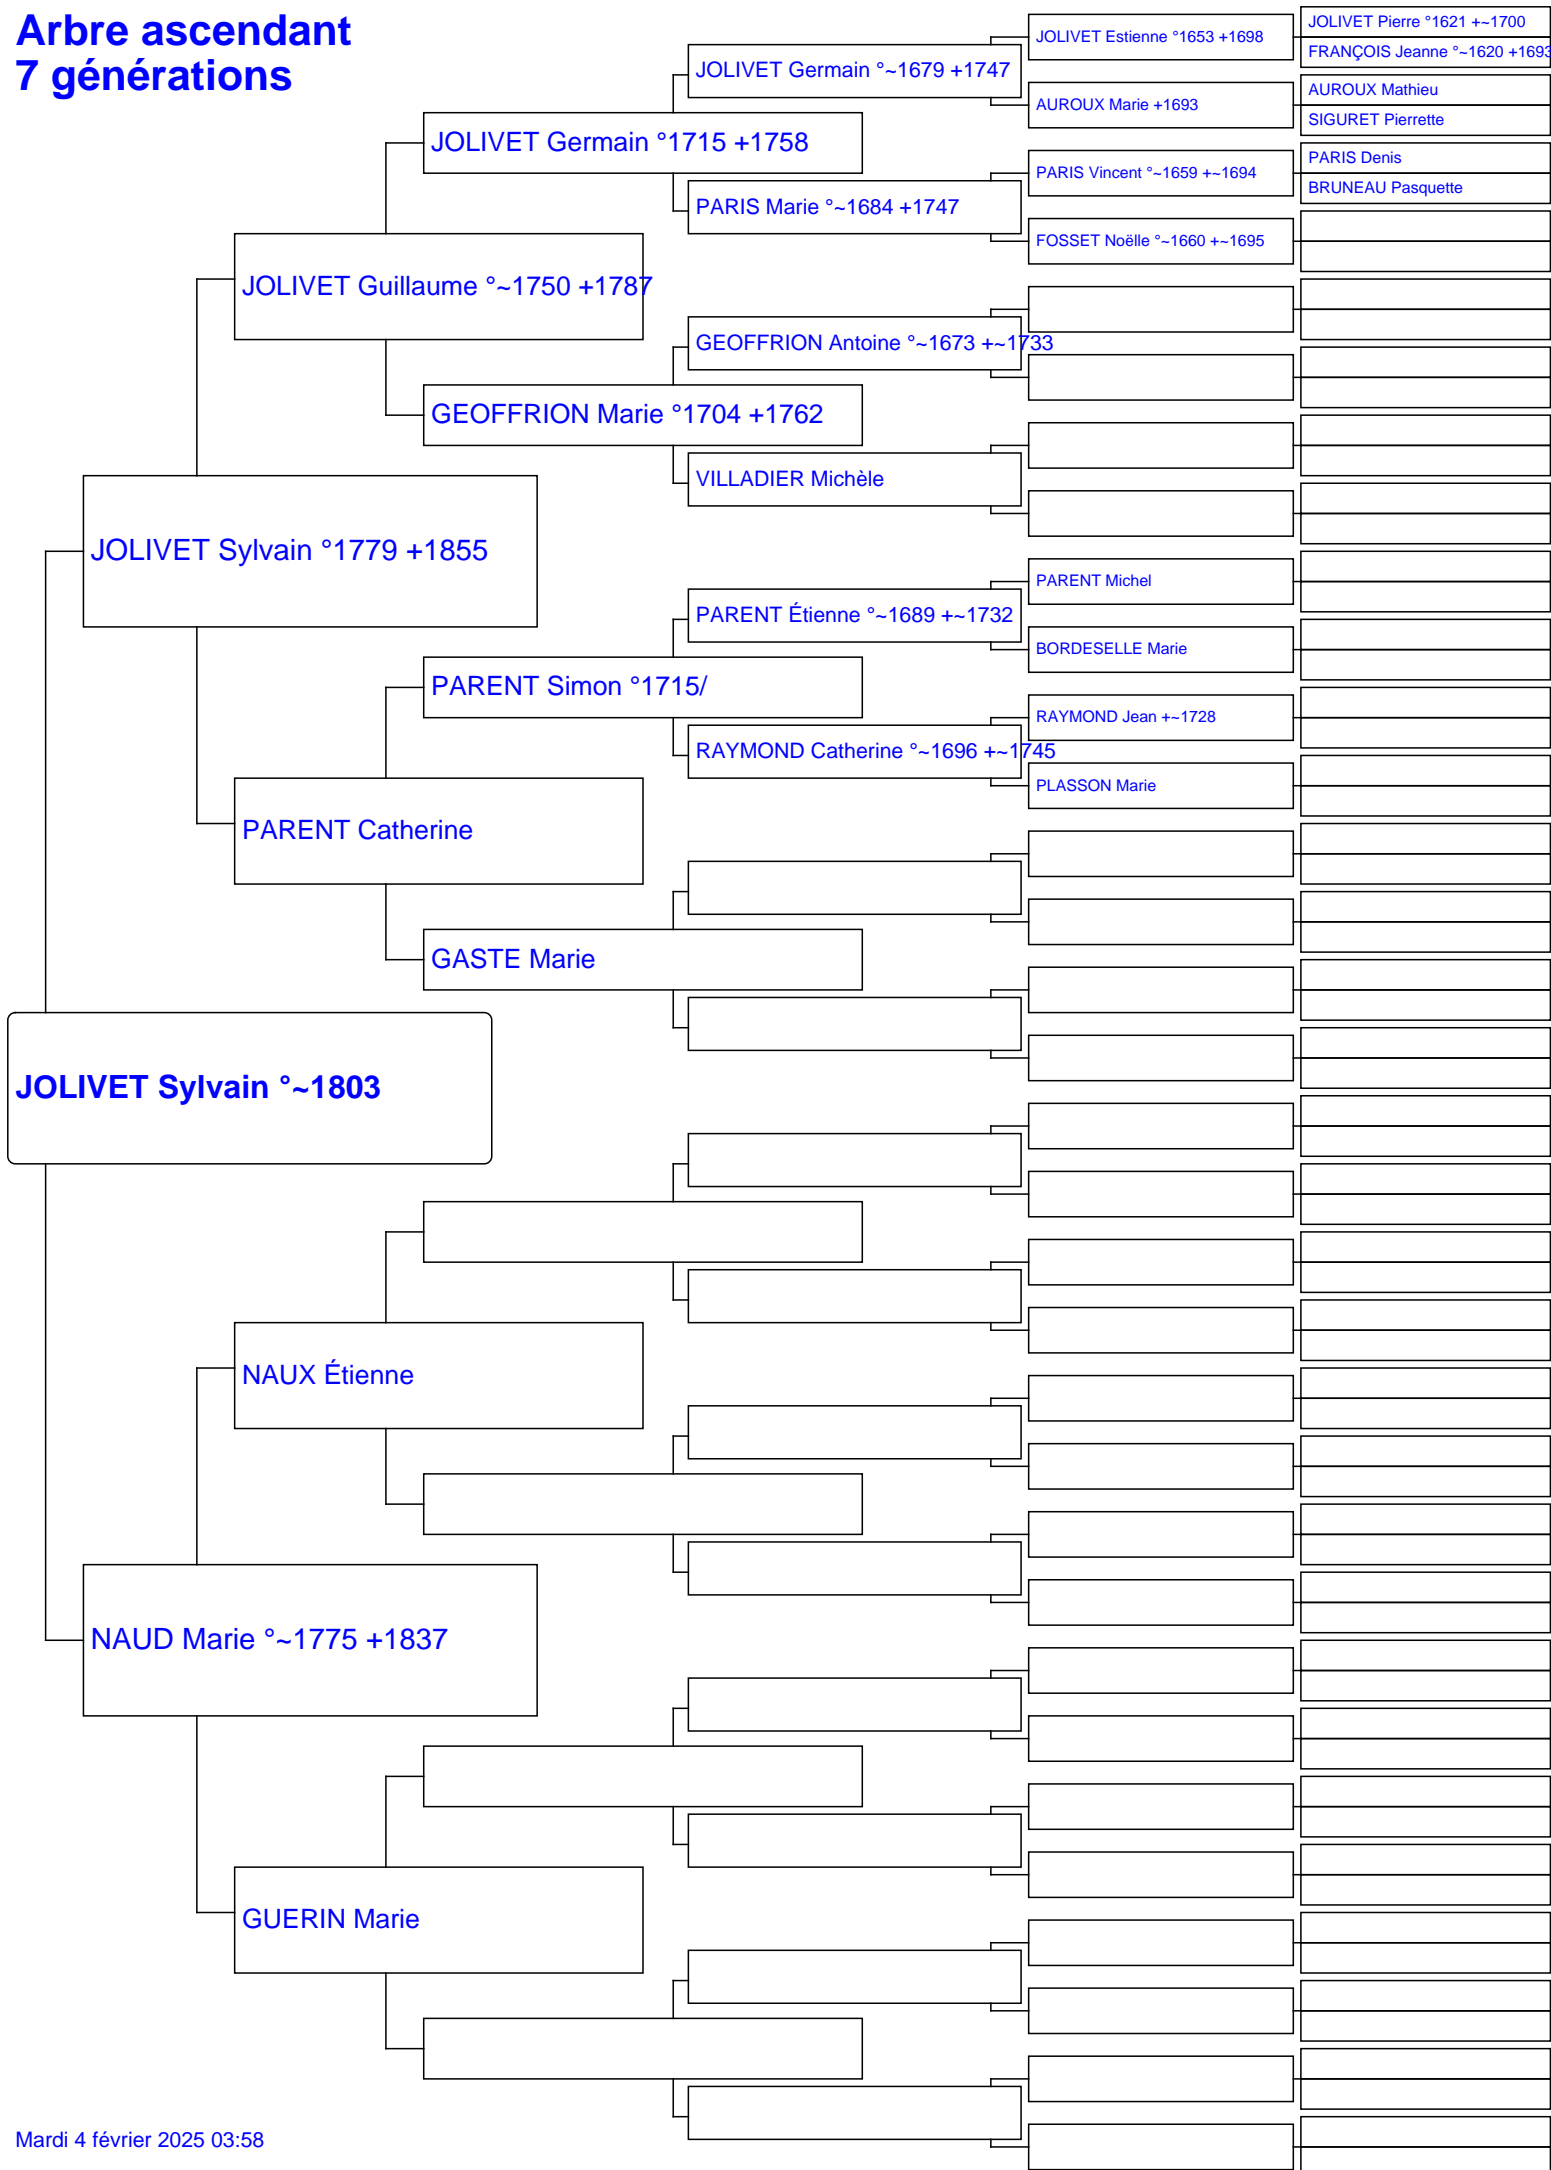 Arbre ascendant
7 générations
JOLIVET Estienne °1653 +1698
JOLIVET Pierre °1621 +~1700
FRANÇOIS Jeanne °~1620 +1693
JOLIVET Germain °~1679 +1747
AUROUX Marie +1693
AUROUX Mathieu
SIGURET Pierrette
JOLIVET Germain °1715 +1758
PARIS Vincent °~1659 +~1694
PARIS Denis
BRUNEAU Pasquette
PARIS Marie °~1684 +1747
FOSSET Noëlle °~1660 +~1695
JOLIVET Guillaume °~1750 +1787
GEOFFRION Antoine °~1673 +~1733
GEOFFRION Marie °1704 +1762
VILLADIER Michèle
JOLIVET Sylvain °1779 +1855
PARENT Michel
PARENT Étienne °~1689 +~1732
BORDESELLE Marie
PARENT Simon °1715/
RAYMOND Jean +~1728
RAYMOND Catherine °~1696 +~1745
PLASSON Marie
PARENT Catherine
GASTE Marie
JOLIVET Sylvain °~1803
NAUX Étienne
NAUD Marie °~1775 +1837
GUERIN Marie
Mardi 4 février 2025 03:58